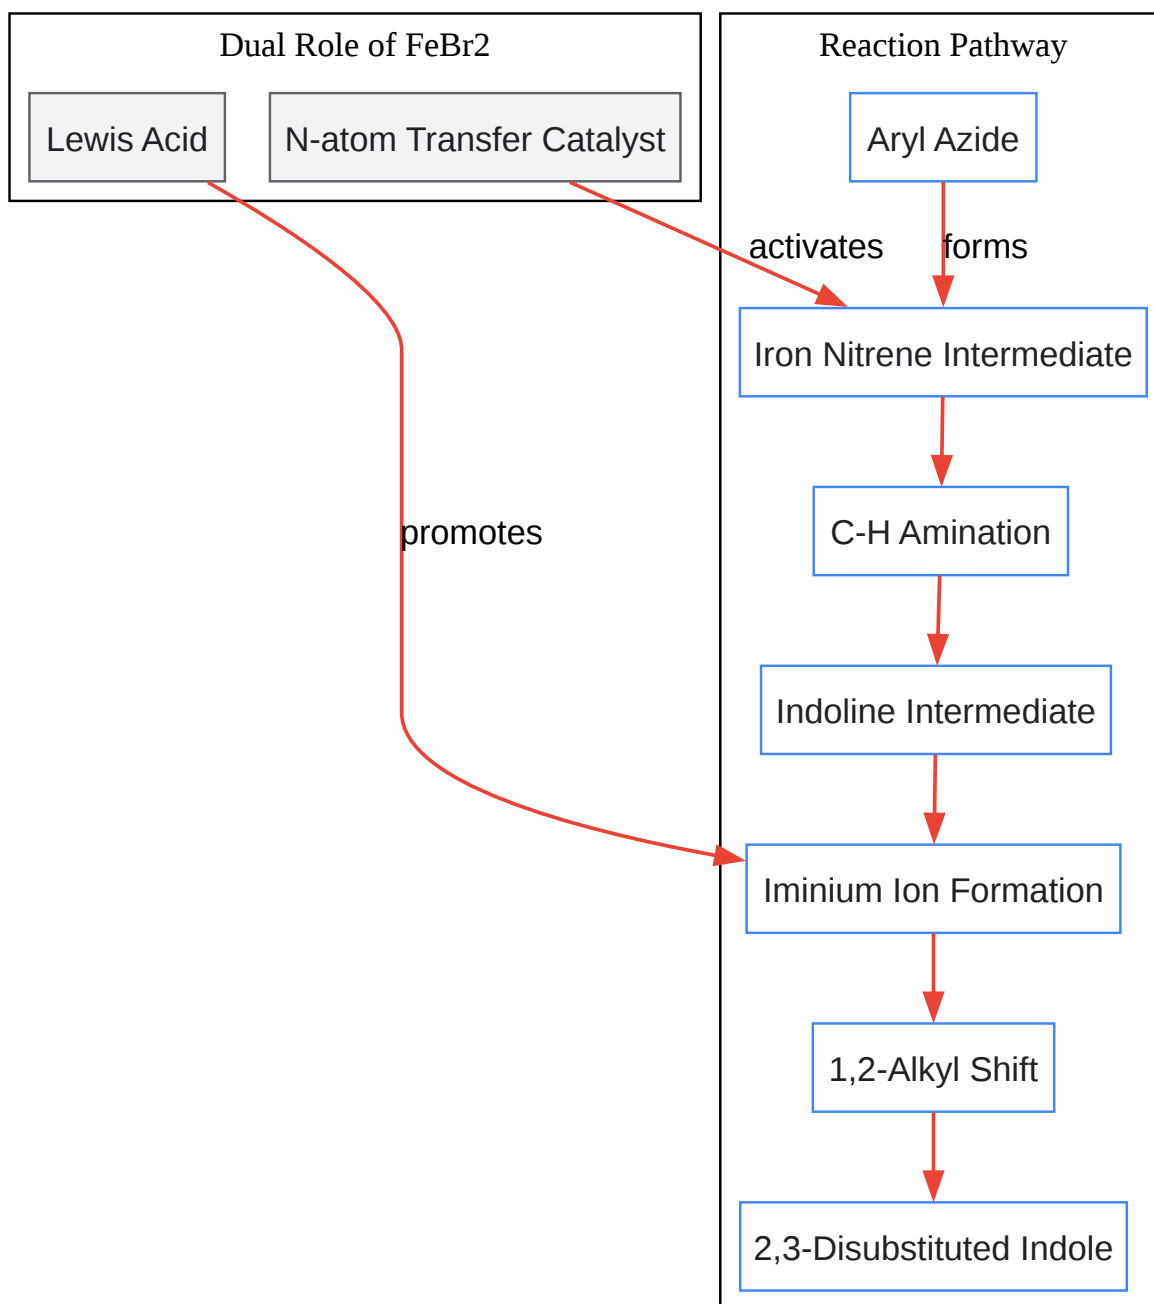 Dual Role of FeBr2
Lewis Acid
N-atom Transfer Catalyst
Reaction Pathway
Aryl Azide
activates
forms
Iron Nitrene Intermediate
C-H Amination
promotes
Indoline Intermediate
Iminium Ion Formation
1,2-Alkyl Shift
2,3-Disubstituted Indole